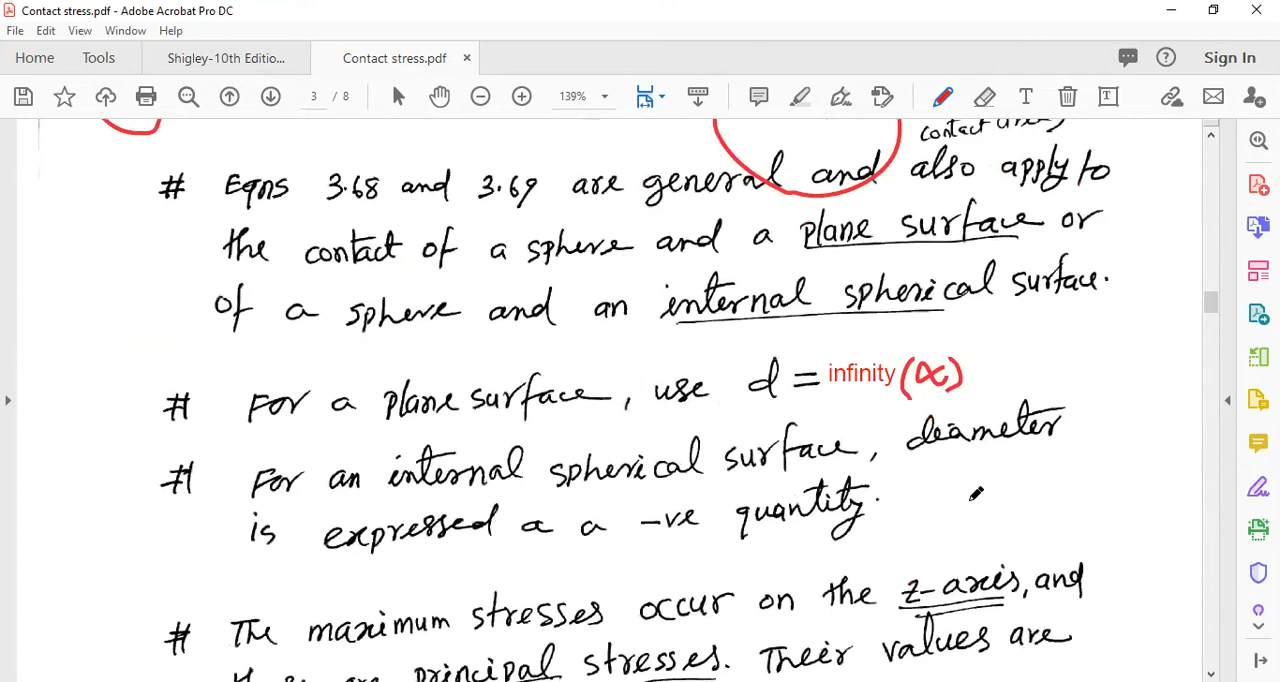 Contact stress.pdf - Adobe Acrobat Pro DC
File Edit View Window Help
Home Tools Shigley-10th Editio... Contact stress.pdf ×
3 / 8 139% Sign In
contact area)
# Eqns 3.68 and 3.69 are general and also apply to
the contact of a sphere and a plane surface or
of a sphere and an internal spherical surface.
# For a plane surface, use d = infinity (∝)
# For an internal spherical surface, diameter
is expressed a a -ve quantity.
# The maximum stresses occur on the z-axis, and
principal stresses. Their values are